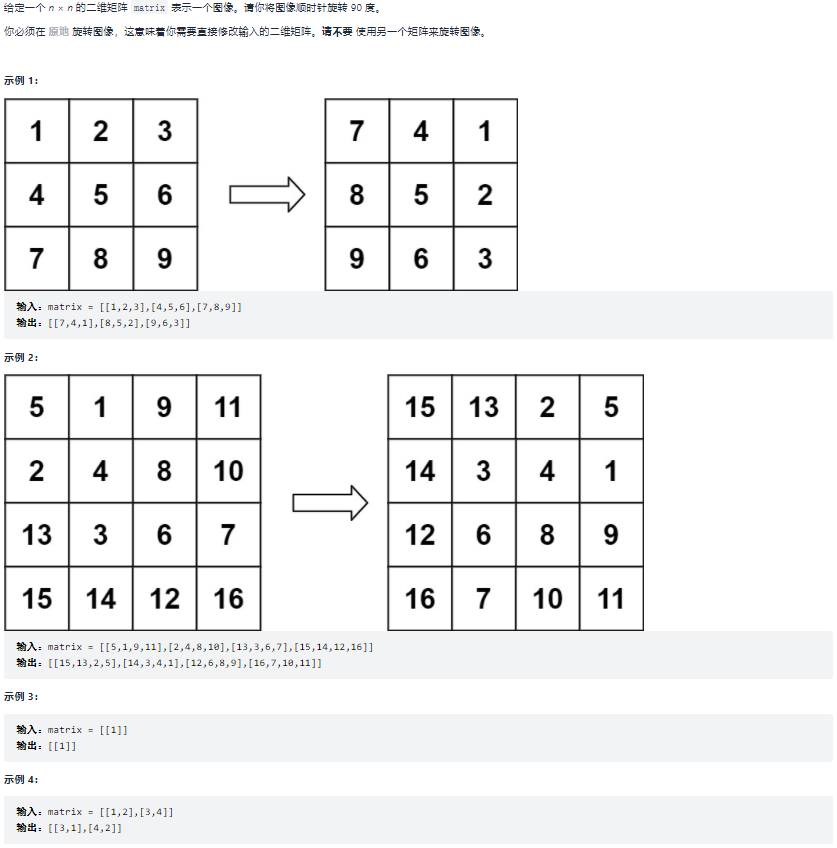 给定一个 n × n 的二维矩阵 matrix 表示一个图像。请你将图像顺时针旋转 90 度。
你必须在 原地 旋转图像，这意味着你需要直接修改输入的二维矩阵。请不要 使用另一个矩阵来旋转图像。
示例 1：
1 2 3 7 4 1
4 5 6 8 5 2
7 8 9 9 6 3
输入：matrix = [[1,2,3],[4,5,6],[7,8,9]]
输出：[[7,4,1],[8,5,2],[9,6,3]]
示例 2：
5 1 9 11 15 13 2 5
2 4 8 10 14 3 4 1
13 3 6 7 12 6 8 9
15 14 12 16 16 7 10 11
输入：matrix = [[5,1,9,11],[2,4,8,10],[13,3,6,7],[15,14,12,16]]
输出：[[15,13,2,5],[14,3,4,1],[12,6,8,9],[16,7,10,11]]
示例 3：
输入：matrix = [[1]]
输出：[[1]]
示例 4：
输入：matrix = [[1,2],[3,4]]
输出：[[3,1],[4,2]]